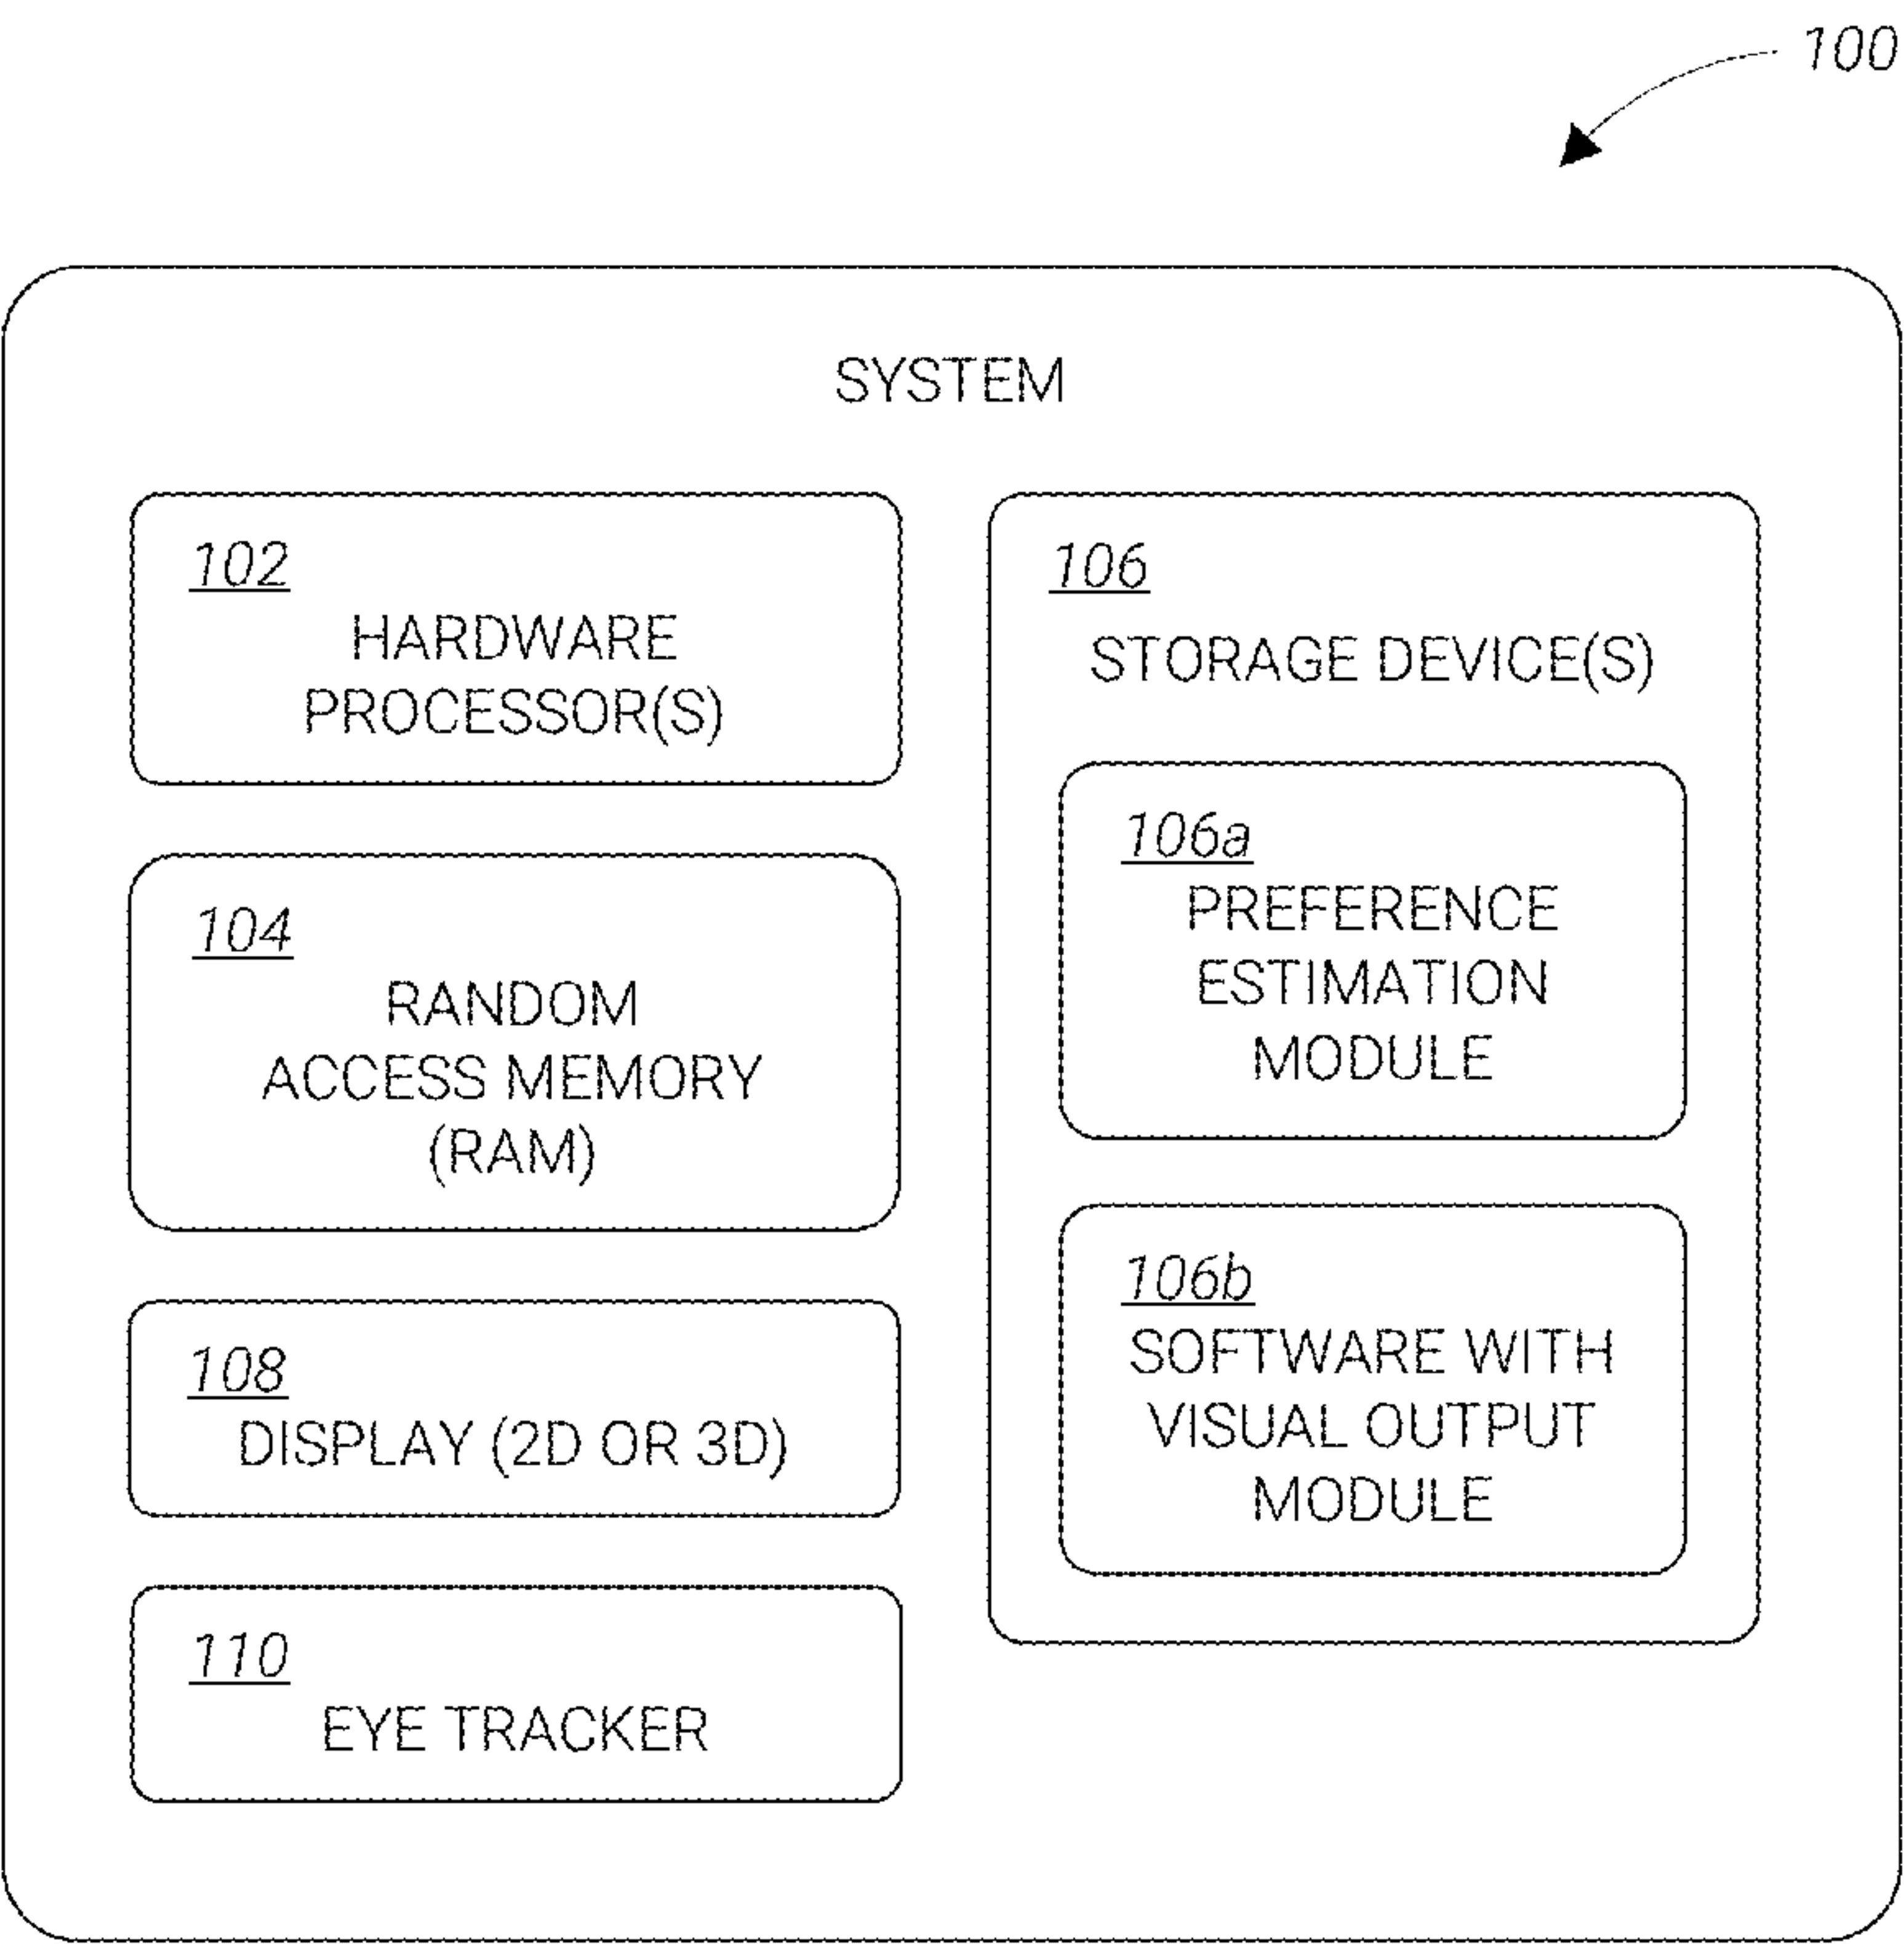 100
SYSTEM
102
HARDWARE
PROCESSOR(S)
104
RANDOM
ACCESS MEMORY
(RAM)
108
DISPLAY (2D OR 3D)
110
EYE TRACKER
106
STORAGE DEVICE(S)
106a
PREFERENCE
ESTIMATION
MODULE
106b
SOFTWARE WITH
VISUAL OUTPUT
MODULE